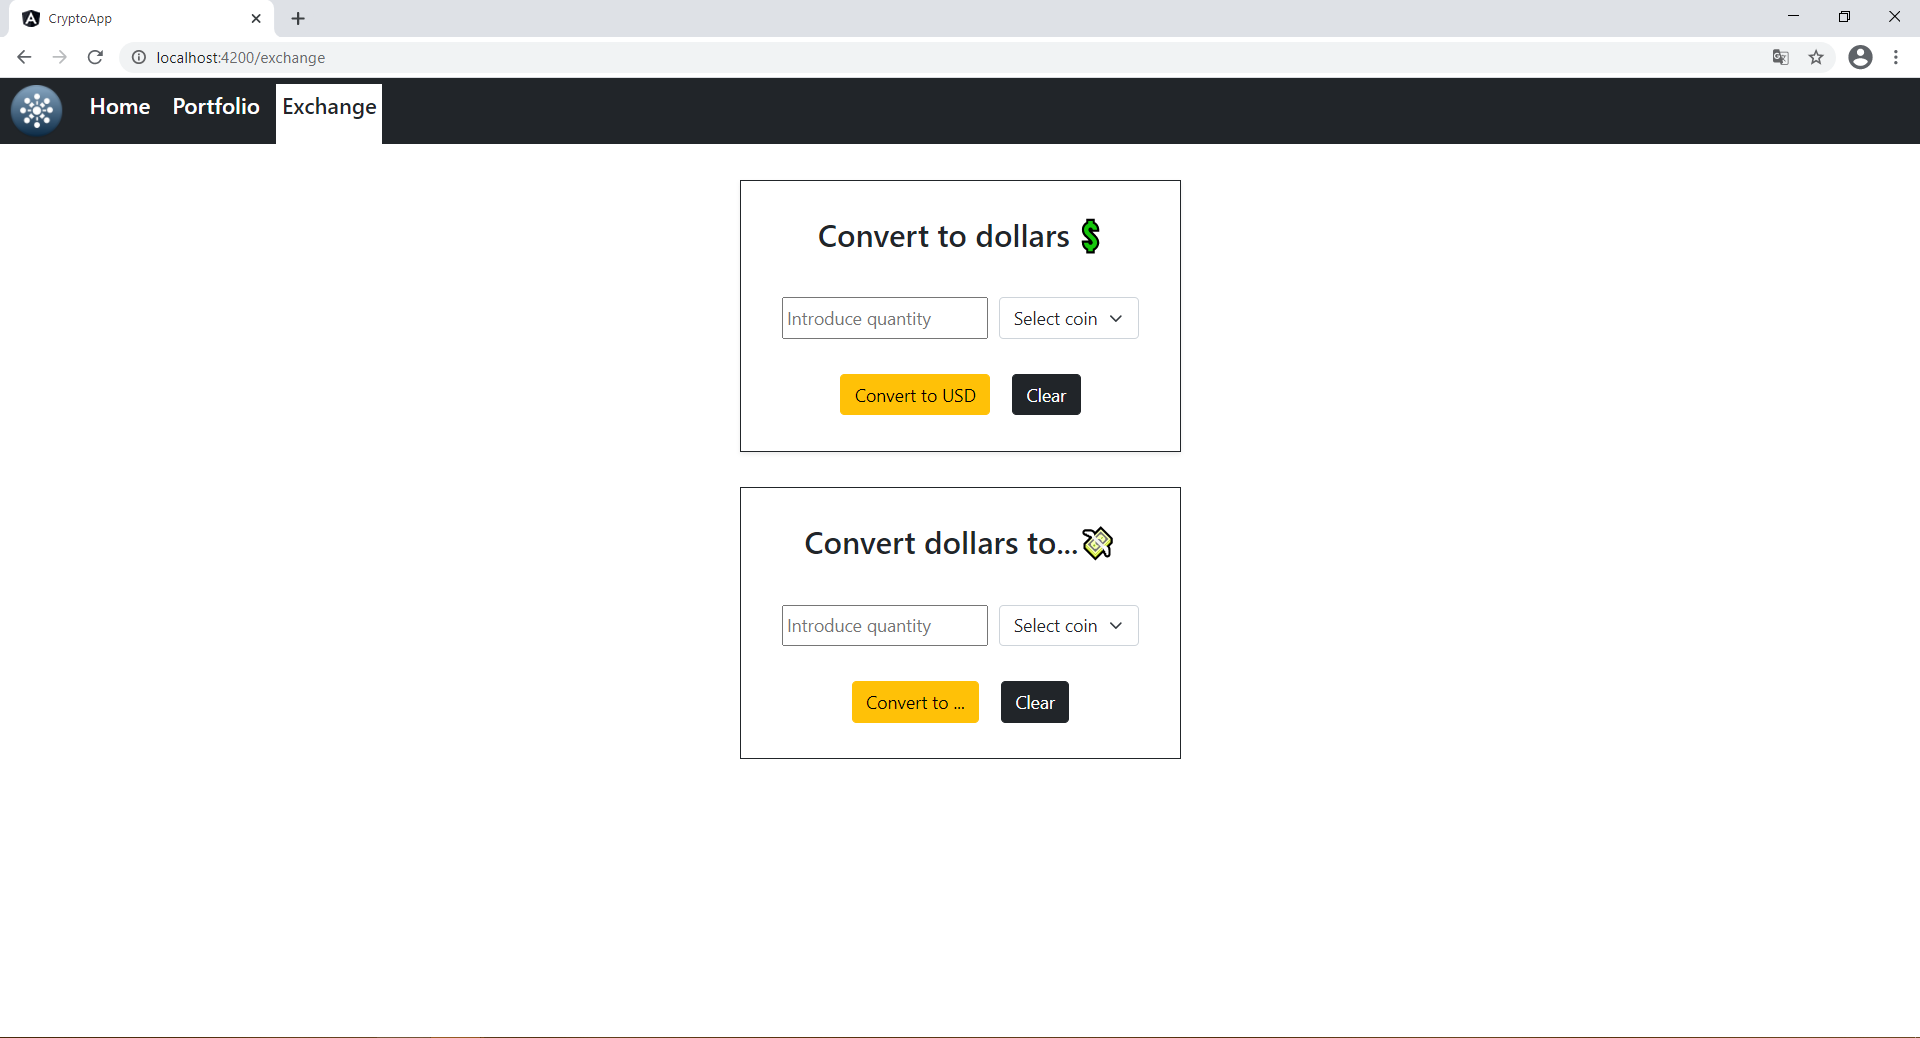 CryptoApp
localhost:4200/exchange
Home Portfolio Exchange
Convert to dollars
Introduce quantity Select coin
Convert to USD Clear
Convert dollars to...
Introduce quantity Select coin
Convert to ... Clear